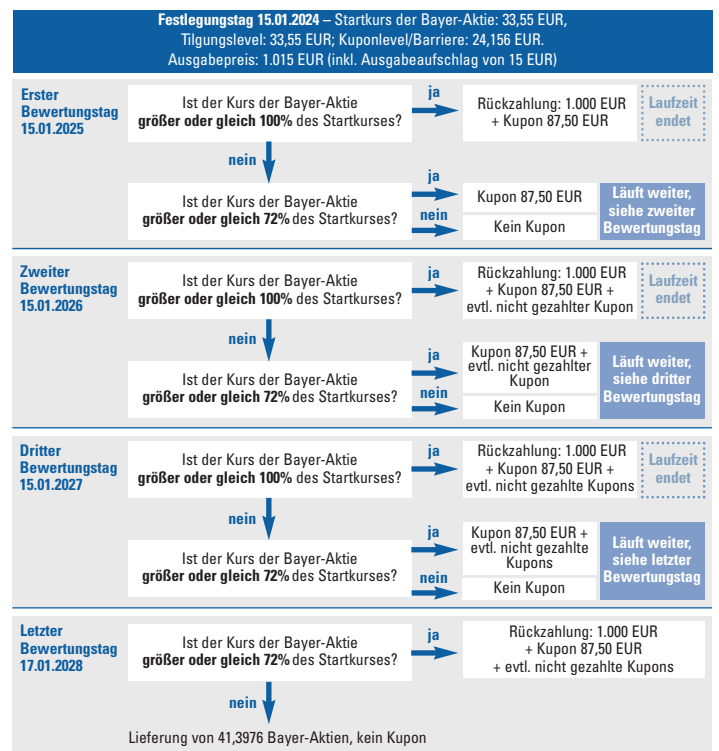 Festlegungstag 15.01.2024 – Startkurs der Bayer-Aktie: 33,55 EUR,
Tilgungslevel: 33,55 EUR; Kuponlevel/Barriere: 24,156 EUR.
Ausgabepreis: 1.015 EUR (inkl. Ausgabeaufschlag von 15 EUR)
Erster
Bewertungstag
15.01.2025
Ist der Kurs der Bayer-Aktie
größer oder gleich 100% des Startkurses?
ja
Rückzahlung: 1.000 EUR
+ Kupon 87,50 EUR
Laufzeit
endet
nein
Ist der Kurs der Bayer-Aktie
größer oder gleich 72% des Startkurses?
ja
Kupon 87,50 EUR
nein
Kein Kupon
Läuft weiter,
siehe zweiter
Bewertungstag
Zweiter
Bewertungstag
15.01.2026
Ist der Kurs der Bayer-Aktie
größer oder gleich 100% des Startkurses?
ja
Rückzahlung: 1.000 EUR
+ Kupon 87,50 EUR +
evtl. nicht gezahlter Kupon
Laufzeit
endet
nein
Ist der Kurs der Bayer-Aktie
größer oder gleich 72% des Startkurses?
ja
Kupon 87,50 EUR +
evtl. nicht gezahlter
Kupon
nein
Kein Kupon
Läuft weiter,
siehe dritter
Bewertungstag
Dritter
Bewertungstag
15.01.2027
Ist der Kurs der Bayer-Aktie
größer oder gleich 100% des Startkurses?
ja
Rückzahlung: 1.000 EUR
+ Kupon 87,50 EUR +
evtl. nicht gezahlte Kupons
Laufzeit
endet
nein
Ist der Kurs der Bayer-Aktie
größer oder gleich 72% des Startkurses?
ja
Kupon 87,50 EUR +
evtl. nicht gezahlte
Kupons
nein
Kein Kupon
Läuft weiter,
siehe letzter
Bewertungstag
Letzter
Bewertungstag
17.01.2028
Ist der Kurs der Bayer-Aktie
größer oder gleich 72% des Startkurses?
ja
Rückzahlung: 1.000 EUR
+ Kupon 87,50 EUR
+ evtl. nicht gezahlte Kupons
nein
Lieferung von 41,3976 Bayer-Aktien, kein Kupon